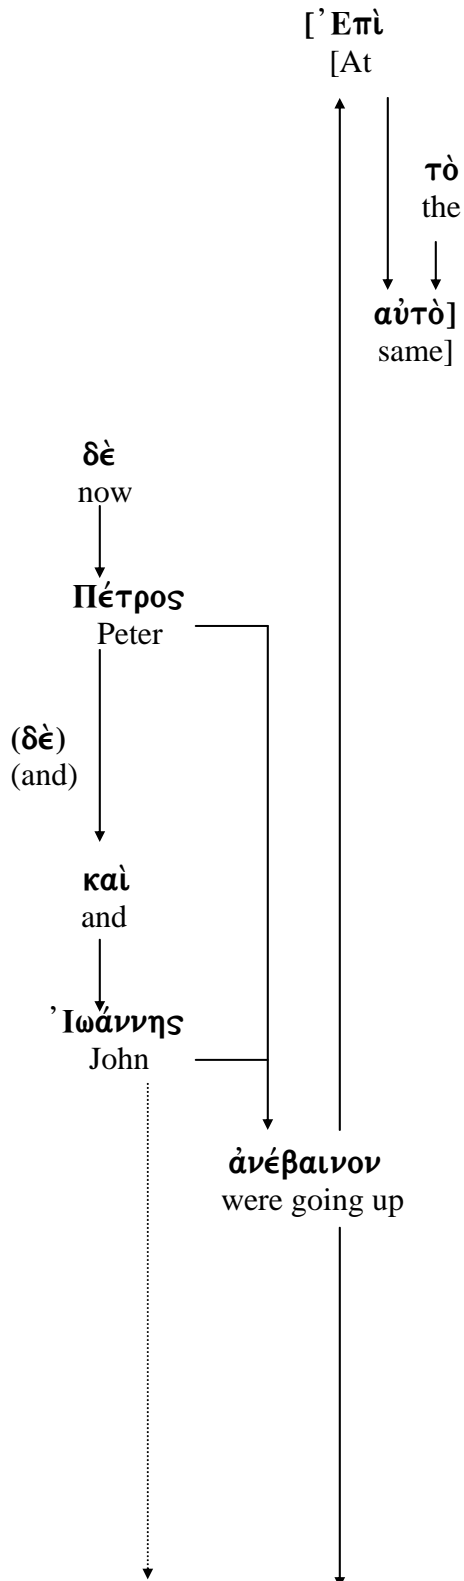 [Ἐπὶ
[At
τὸ
the
αὐτὸ]
same]
δὲ
now
Πέτρος
Peter
(δὲ)
(and)
καὶ
and
Ἰωάννης
John
ἀνέβαινον
were going up